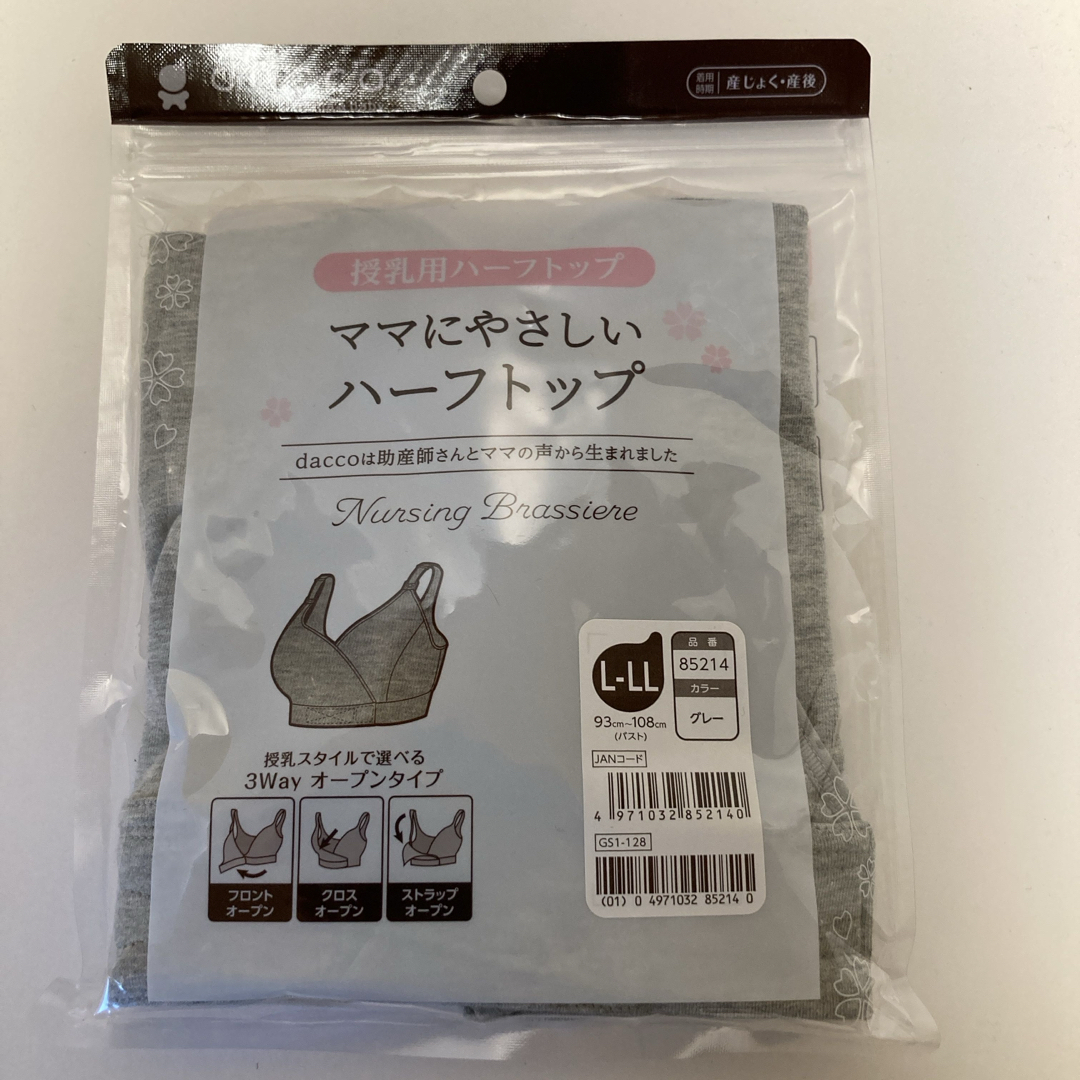 着用時期 産じょく・産後
授乳用ハーフトップ
ママにやさしい
ハーフトップ
daccoは助産師さんとママの声から生まれました
Nursing Brassiere
授乳スタイルで選べる
3Way オープンタイプ
フロント
オープン
クロス
オープン
ストラップ
オープン
L-LL
93cm~108cm
(バスト)
品番
85214
カラー
グレー
JANコード
4 971032 852140
GS1-128
(01) 0 4971032 85214 0